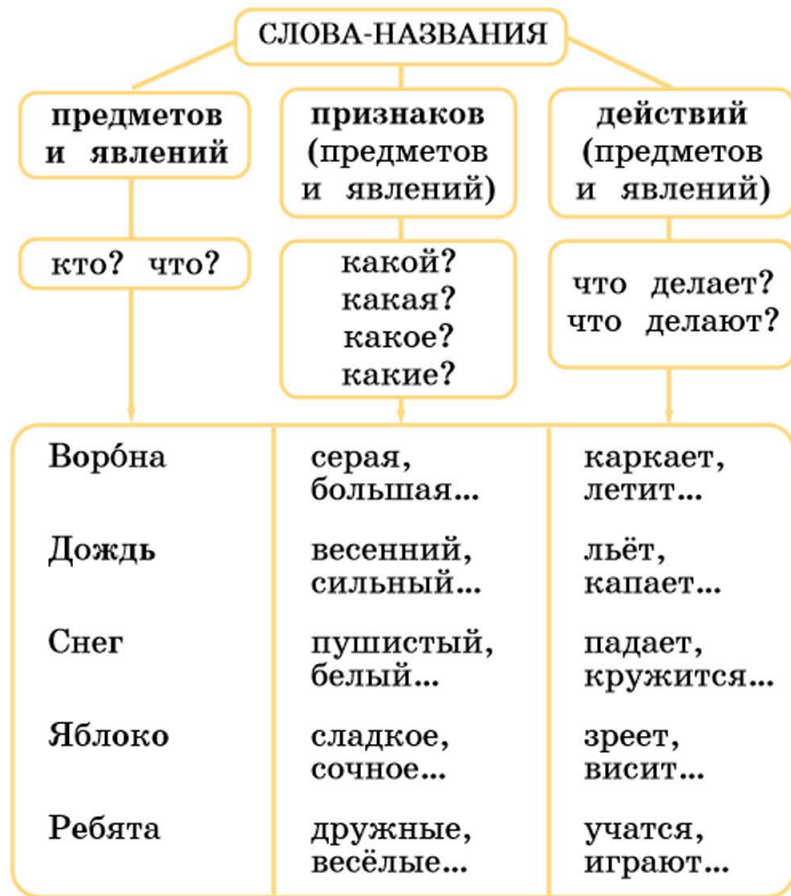 СЛОВА-НАЗВАНИЯ
предметов
и явлений
признаков
(предметов
и явлений)
действий
(предметов
и явлений)
кто? что?
какой?
какая?
какое?
какие?
что делает?
что делают?
Воро́на
серая,
большая...
каркает,
летит...
Дождь
весенний,
сильный...
льёт,
капает...
Снег
пушистый,
белый...
падает,
кружится...
Яблоко
сладкое,
сочное...
зреет,
висит...
Ребята
дружные,
весёлые...
учатся,
играют...